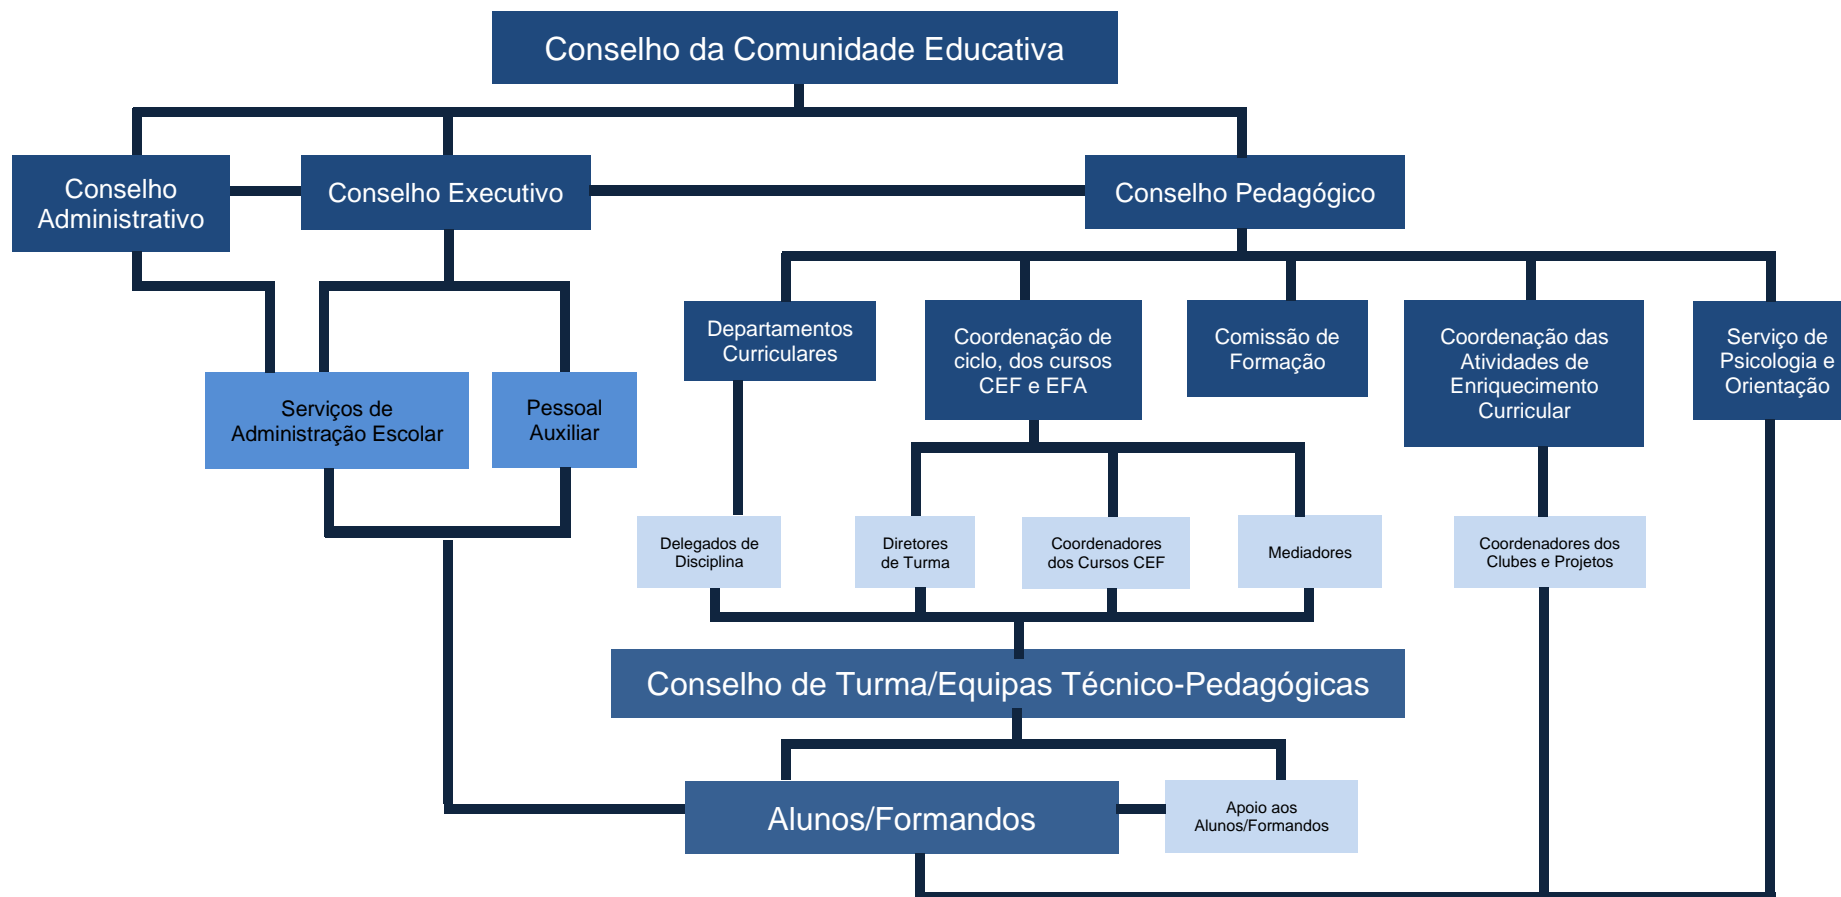 Conselho da Comunidade Educativa
Conselho
Administrativo
Conselho Executivo
Conselho Pedagógico
Departamentos
Curriculares
Coordenação de
ciclo, dos cursos
CEF e EFA
Comissão de
Formação
Coordenação das
Atividades de
Enriquecimento
Curricular
Serviço de
Psicologia e
Orientação
Serviços de
Administração Escolar
Pessoal
Auxiliar
Delegados de
Disciplina
Diretores
de Turma
Coordenadores
dos Cursos CEF
Mediadores
Coordenadores dos
Clubes e Projetos
Conselho de Turma/Equipas Técnico-Pedagógicas
Alunos/Formandos
Apoio aos
Alunos/Formandos